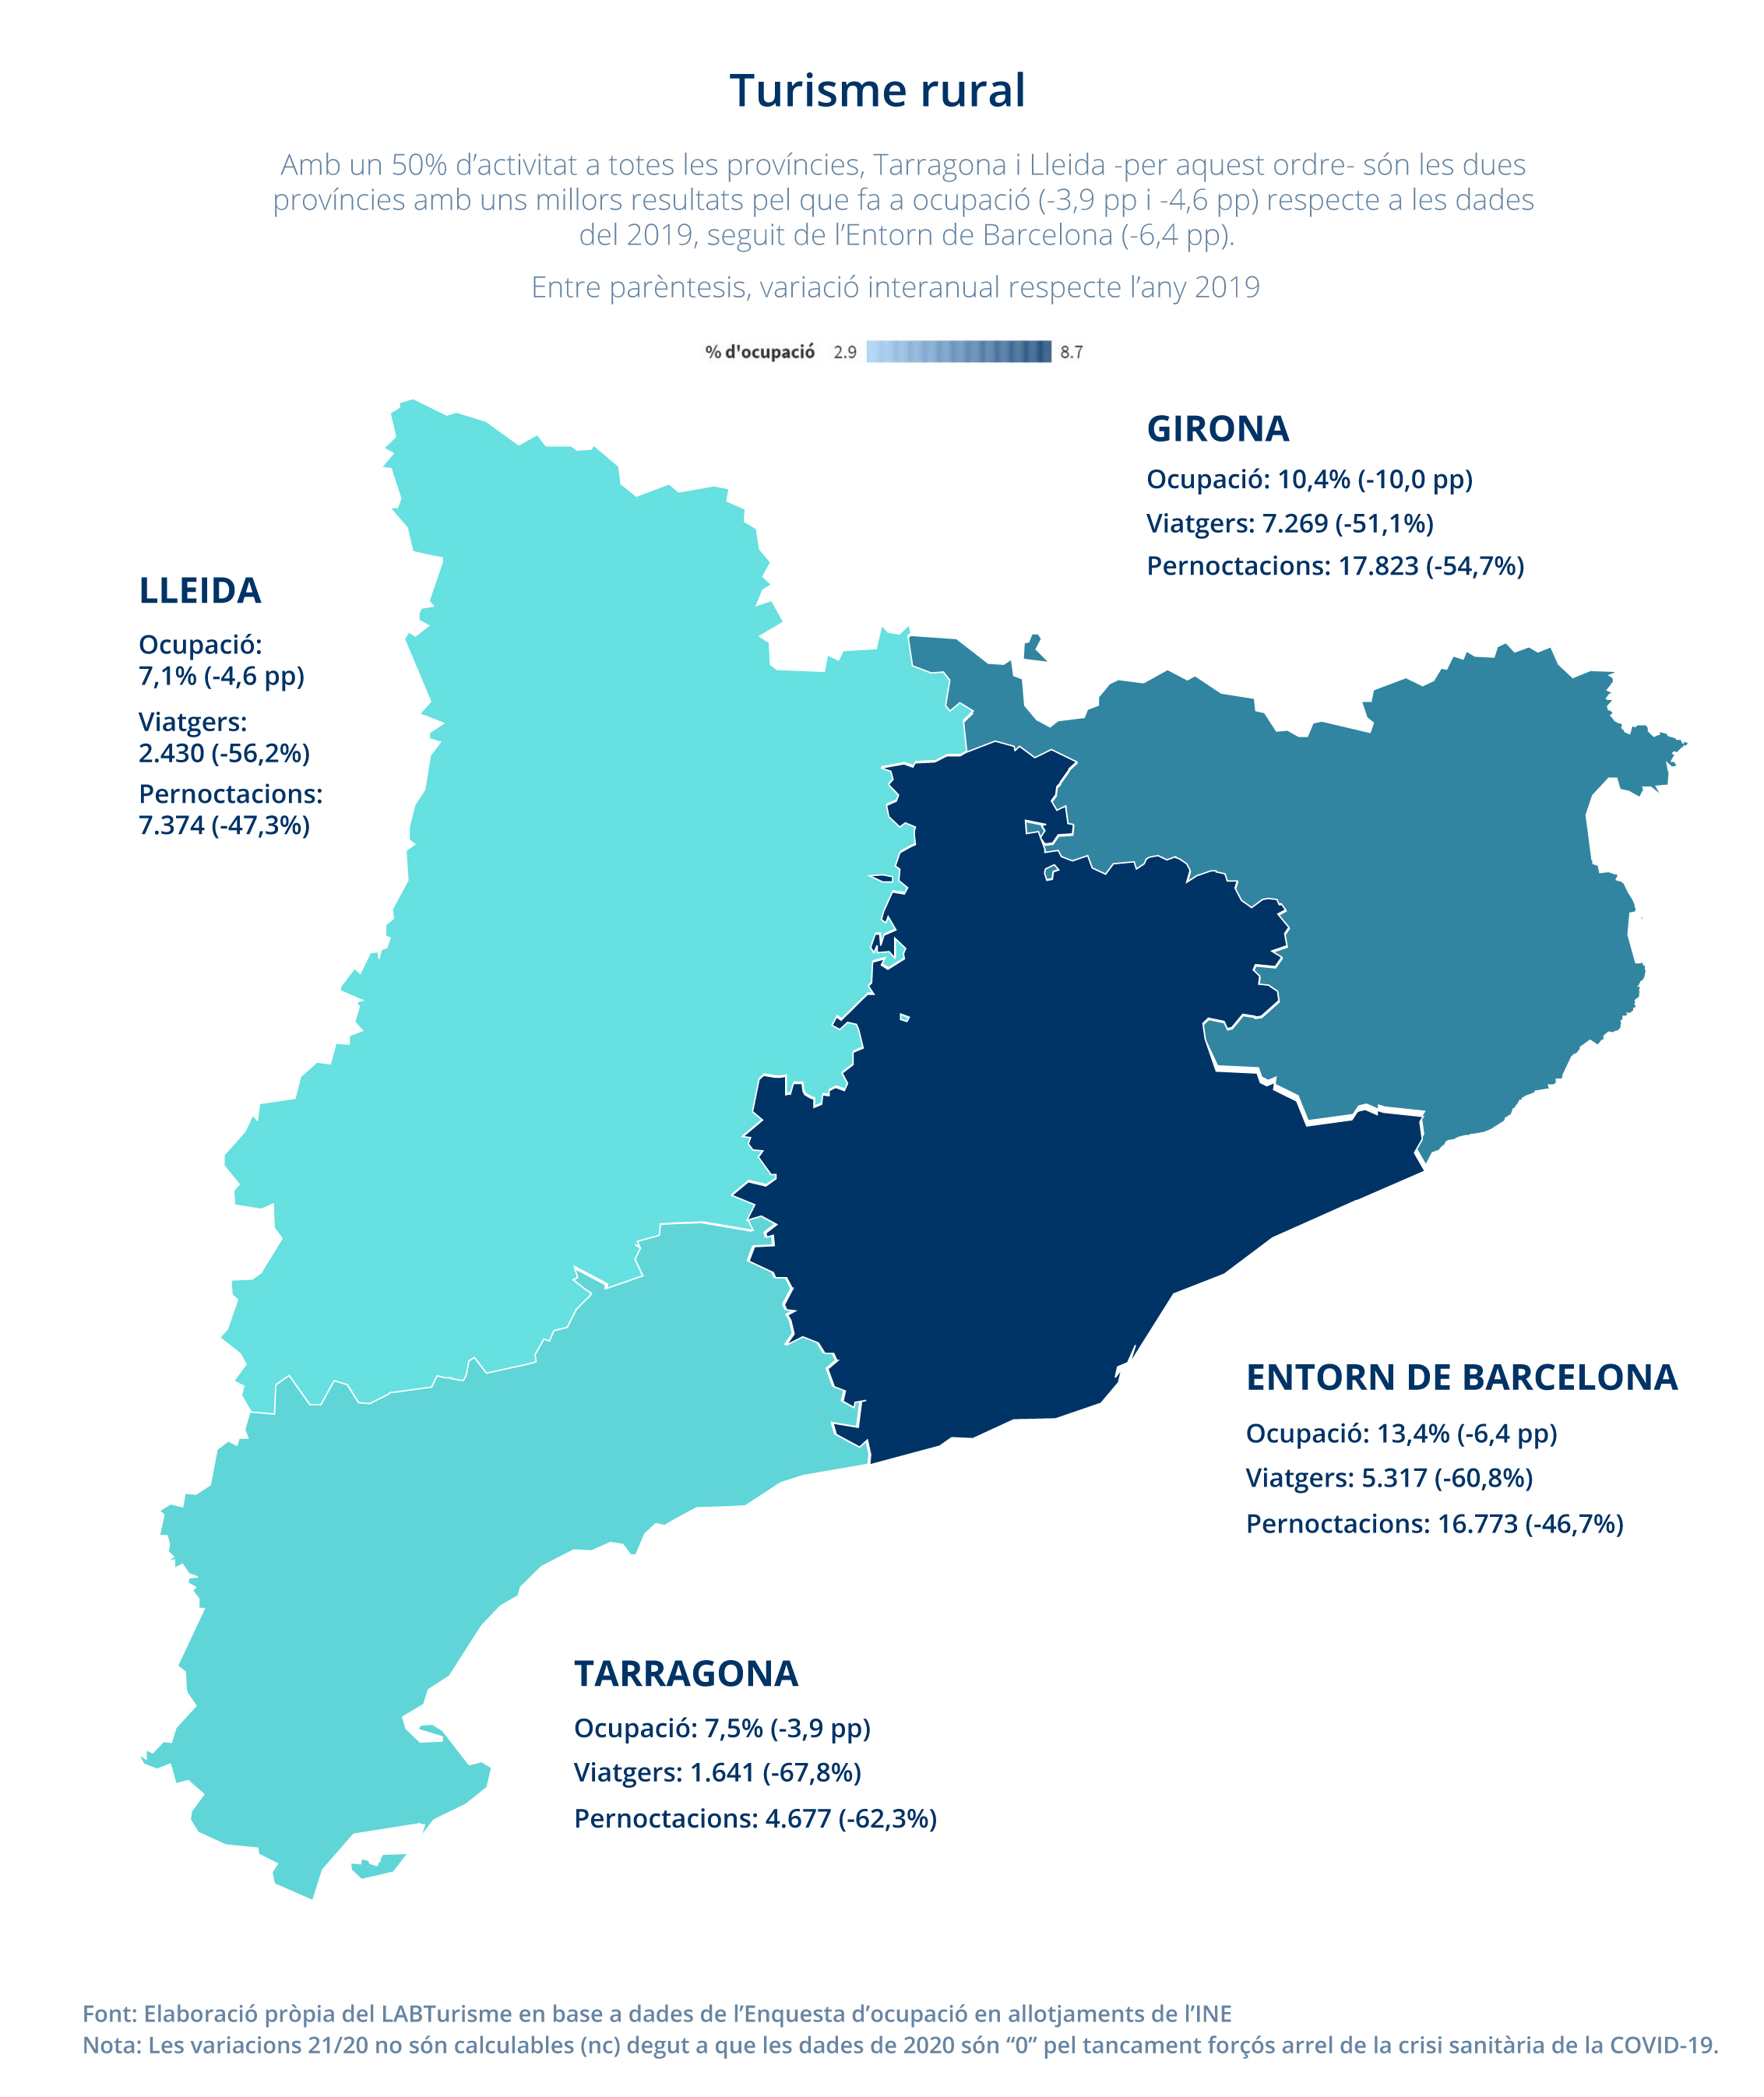 Turisme rural
Amb un 50% d’activitat a totes les províncies, Tarragona i Lleida -per aquest ordre- són les dues
províncies amb uns millors resultats pel que fa a ocupació (-3,9 pp i -4,6 pp) respecte a les dades
del 2019, seguit de l’Entorn de Barcelona (-6,4 pp).
Entre parèntesis, variació interanual respecte l’any 2019
% d'ocupació 2.9 8.7
GIRONA
Ocupació: 10,4% (-10,0 pp)
Viatgers: 7.269 (-51,1%)
Pernoctacions: 17.823 (-54,7%)
LLEIDA
Ocupació:
7,1% (-4,6 pp)
Viatgers:
2.430 (-56,2%)
Pernoctacions:
7.374 (-47,3%)
ENTORN DE BARCELONA
Ocupació: 13,4% (-6,4 pp)
Viatgers: 5.317 (-60,8%)
Pernoctacions: 16.773 (-46,7%)
TARRAGONA
Ocupació: 7,5% (-3,9 pp)
Viatgers: 1.641 (-67,8%)
Pernoctacions: 4.677 (-62,3%)
Font: Elaboració pròpia del LABTurisme en base a dades de l’Enquesta d’ocupació en allotjaments de l’INE
Nota: Les variacions 21/20 no són calculables (nc) degut a que les dades de 2020 són “0” pel tancament forçós arrel de la crisi sanitària de la COVID-19.